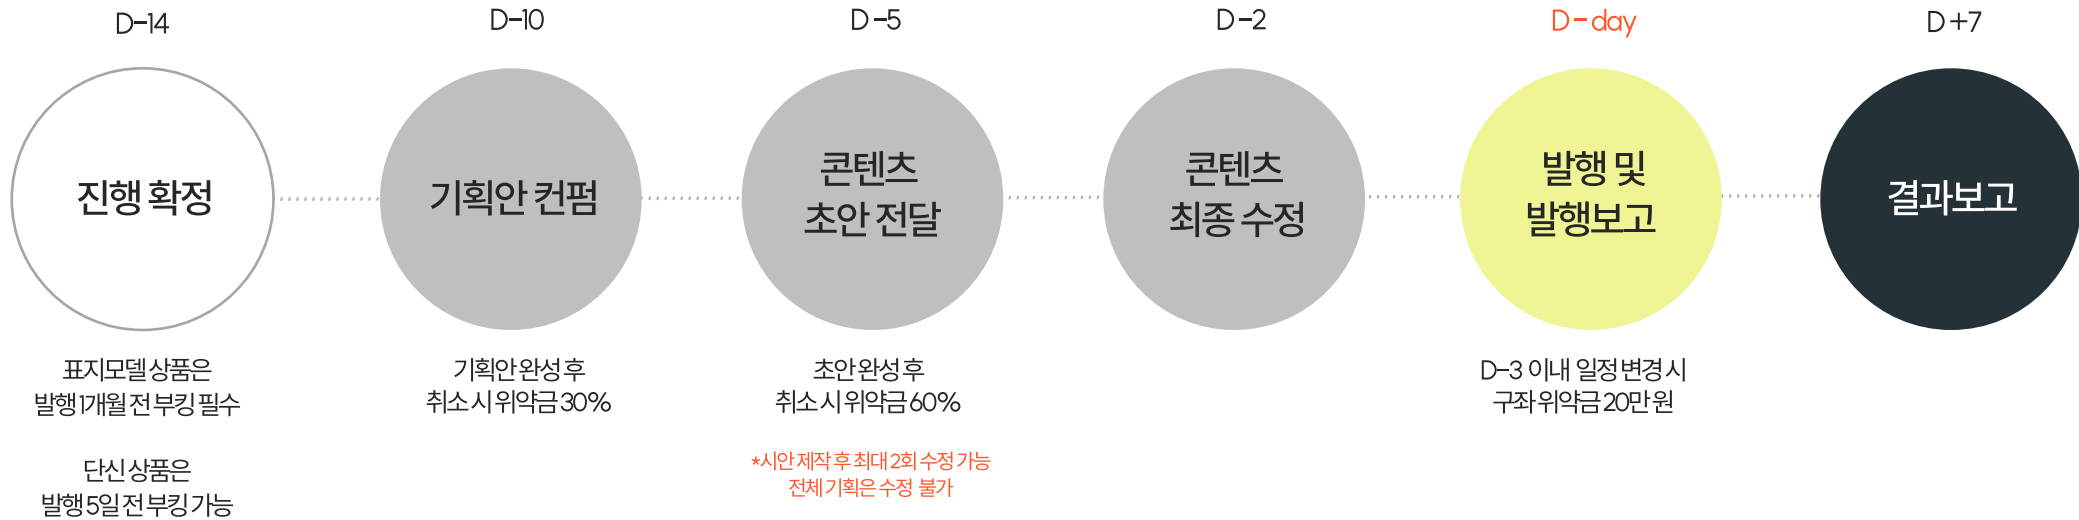 D-14
진행 확정
표지모델 상품은
발행 1개월 전 부킹 필수
단신 상품은
발행 5일 전 부킹 가능
D-10
기획안 컨펌
기획안 완성 후
취소 시 위약금 30%
D-5
콘텐츠
초안 전달
초안 완성 후
취소 시 위약금 60%
*시안 제작 후 최대 2회 수정 가능
전체 기획은 수정 불가
D-2
콘텐츠
최종 수정
D-day
발행 및
발행보고
D-3 이내 일정 변경 시
구좌 위약금 20만 원
D+7
결과보고